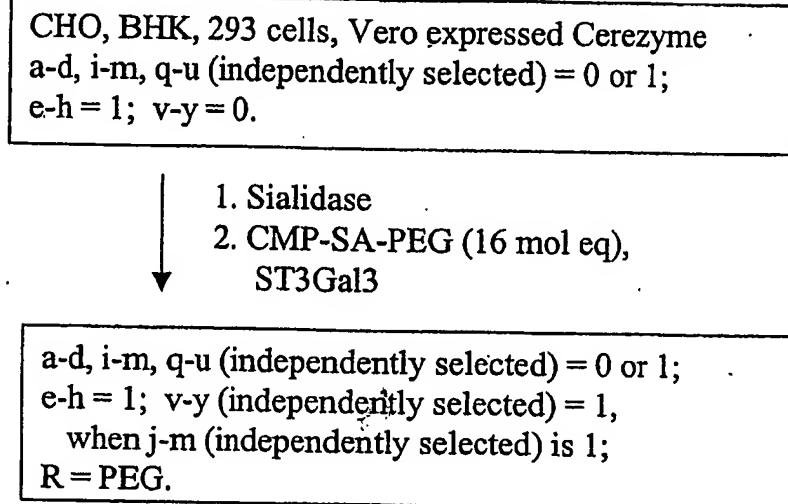 CHO, BHK, 293 cells, Vero expressed Cerezyme
a-d, i-m, q-u (independently selected) = 0 or 1;
e-h = 1; v-y = 0.
1. Sialidase
2. CMP-SA-PEG (16 mol eq),
ST3Gal3
a-d, i-m, q-u (independently selected) = 0 or 1;
e-h = 1; v-y (independently selected) = 1,
when j-m (independently selected) is 1;
R = PEG.